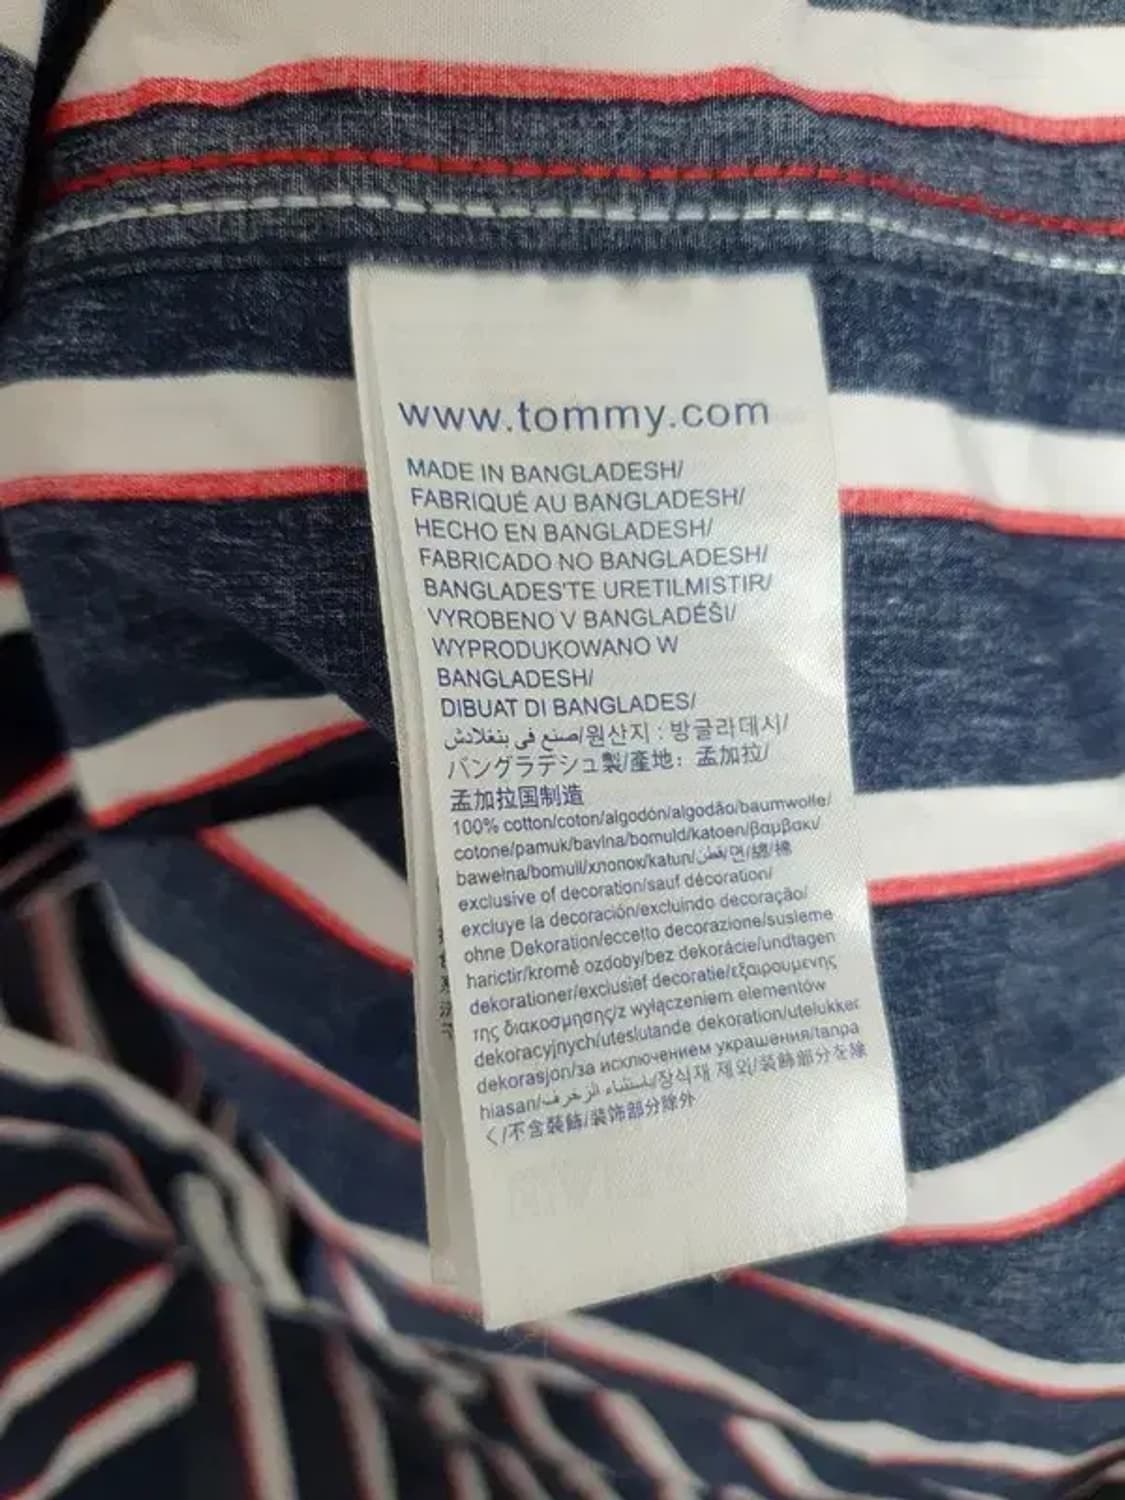 www.tommy.com
MADE IN BANGLADESH/
FABRIQUÉ AU BANGLADESH/
HECHO EN BANGLADESH/
FABRICADO NO BANGLADESH/
BANGLADES'TE URETILMISTIR/
VYROBENO V BANGLADÉŠI/
WYPRODUKOWANO W
BANGLADESH/
DIBUAT DI BANGLADES/
صنع في بنغلادش/원산지 : 방글라데시/
バングラデシュ製/產地：孟加拉/
孟加拉国制造
100% cotton/coton/algodón/algodão/baumwolle/
cotone/pamuk/bavlna/bomuld/katoen/βαμβακι/
bawełna/bomull/хлопок/katun/قطن/면/綿/棉
exclusive of decoration/sauf décoration/
excluye la decoración/excluindo decoração/
ohne Dekoration/eccetto decorazione/susleme
harictir/kromě ozdoby/bez dekorácie/undtagen
dekorationer/exclusief decoratie/εξαιρουμενης
της διακοσμησης/z wyłączeniem elementów
dekoracyjnych/uteslutande dekoration/utelukker
dekorasjon/за исключением украшения/tanpa
hiasan/باستثناء الزخرف/장식재 제외/装飾部分を除
く/不含裝飾/装饰部分除外